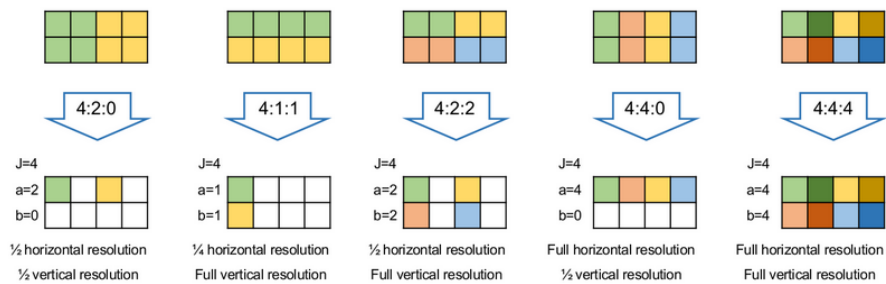 4:2:0
4:1:1
4:2:2
4:4:0
4:4:4
J=4
a=2
b=0
½ horizontal resolution
½ vertical resolution
J=4
a=1
b=1
¼ horizontal resolution
Full vertical resolution
J=4
a=2
b=2
½ horizontal resolution
Full vertical resolution
J=4
a=4
b=0
Full horizontal resolution
½ vertical resolution
J=4
a=4
b=4
Full horizontal resolution
Full vertical resolution